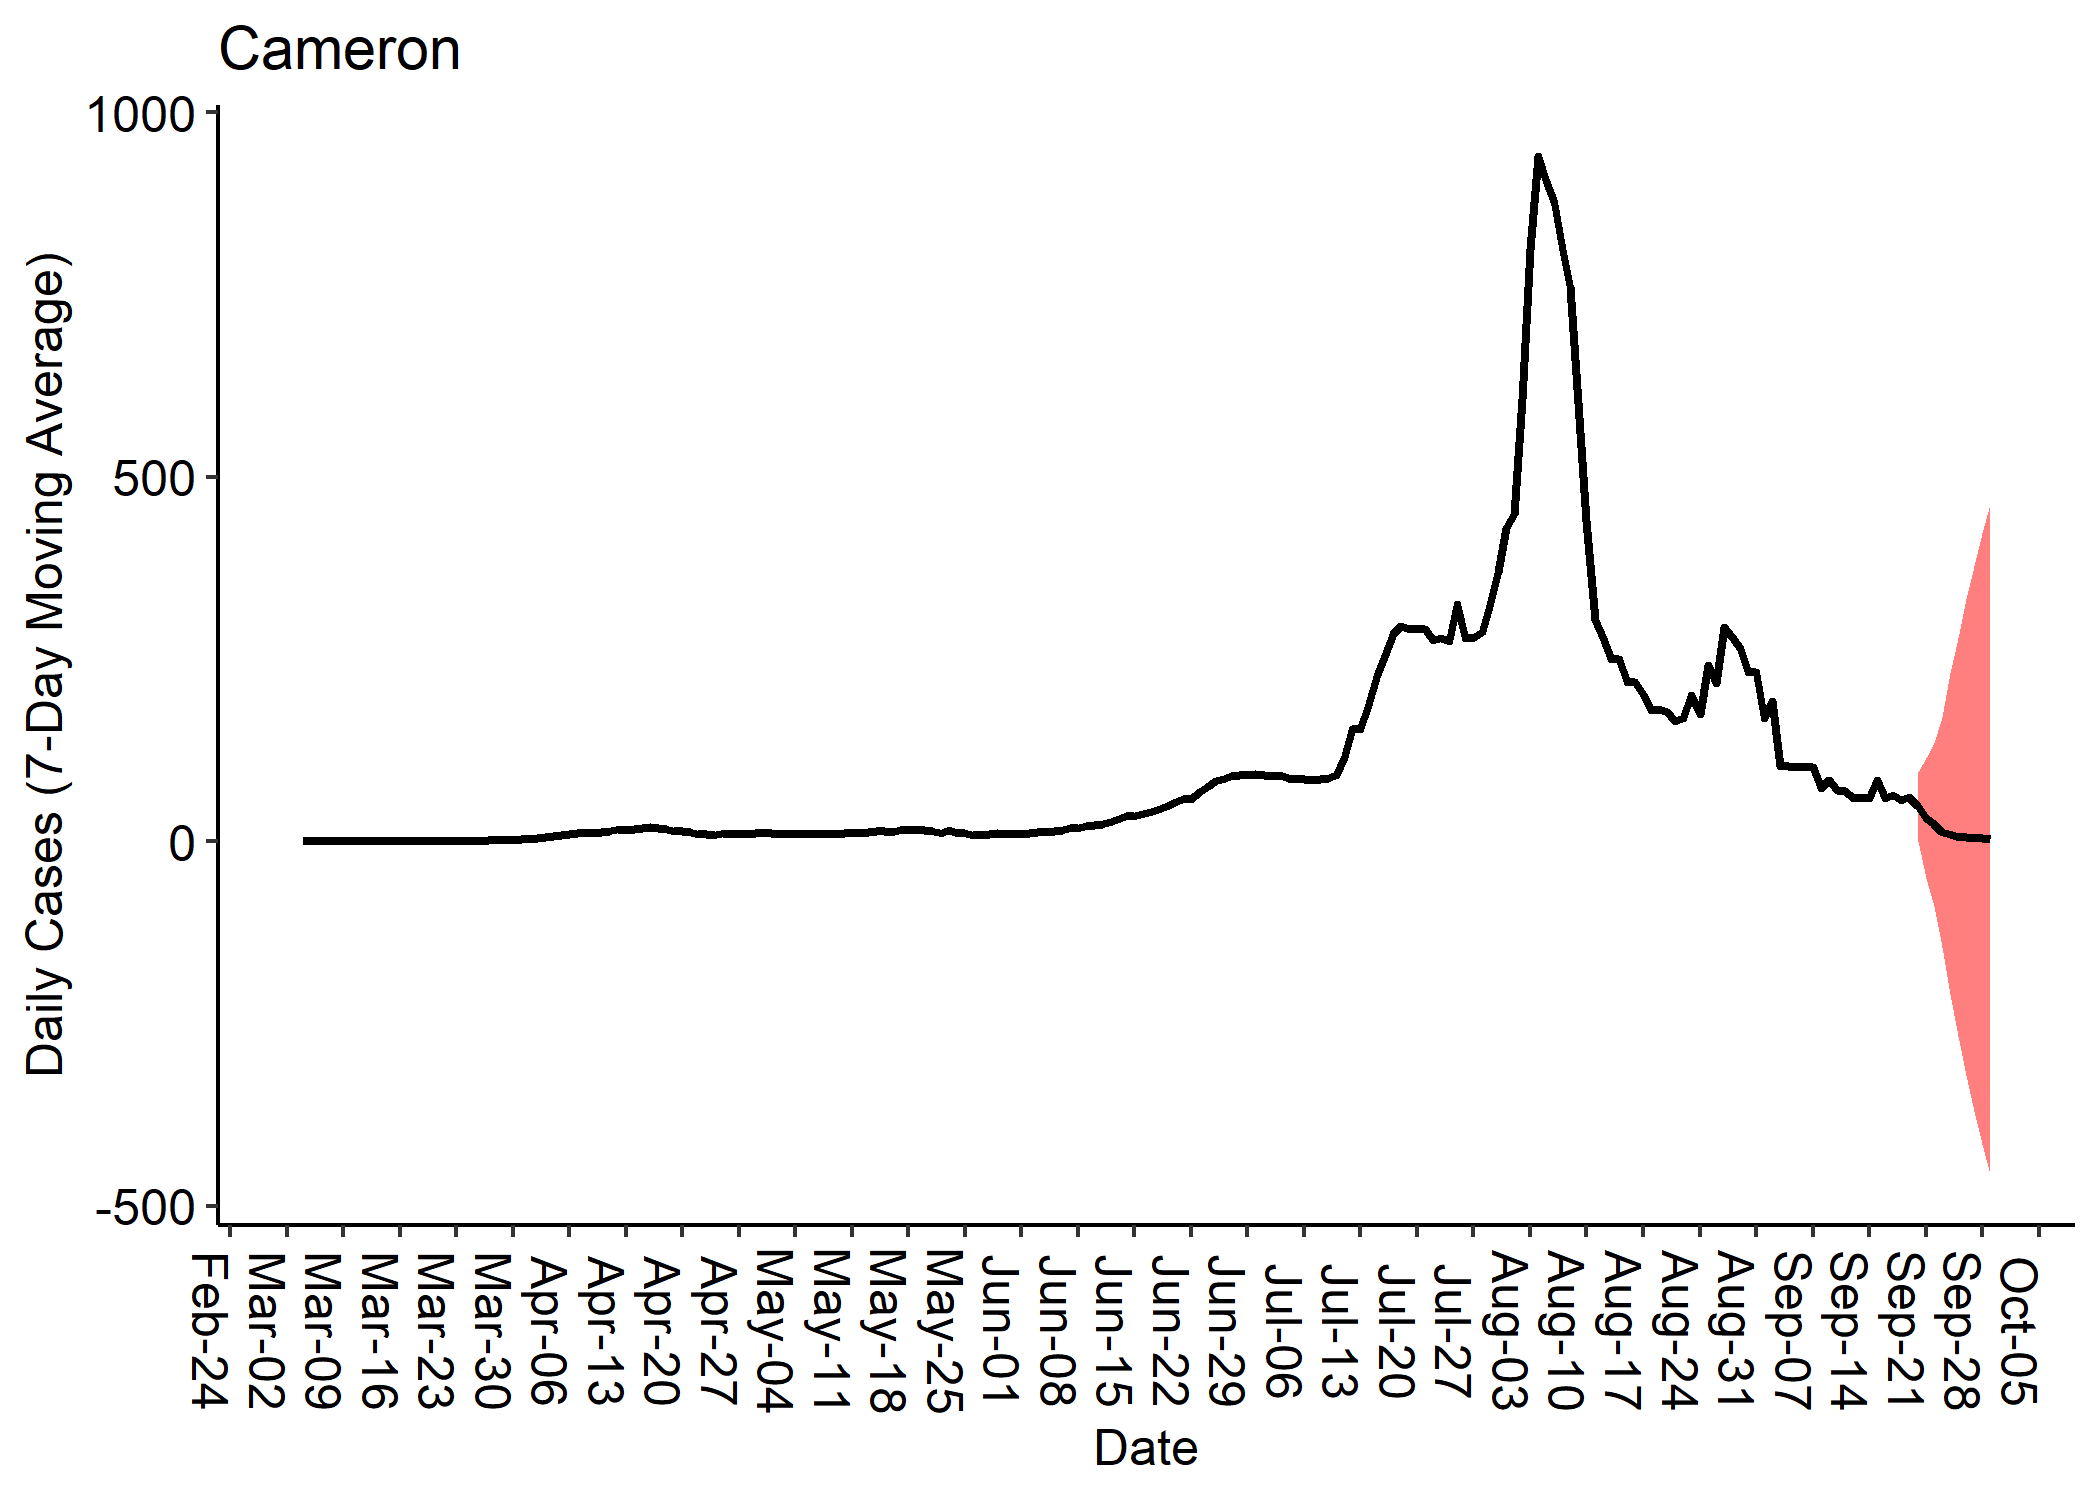 Cameron
Daily Cases (7-Day Moving Average)
1000
500
0
-500
Feb-24
Mar-02
Mar-09
Mar-16
Mar-23
Mar-30
Apr-06
Apr-13
Apr-20
Apr-27
May-04
May-11
May-18
May-25
Jun-01
Jun-08
Jun-15
Jun-22
Jun-29
Jul-06
Jul-13
Jul-20
Jul-27
Aug-03
Aug-10
Aug-17
Aug-24
Aug-31
Sep-07
Sep-14
Sep-21
Sep-28
Oct-05
Date